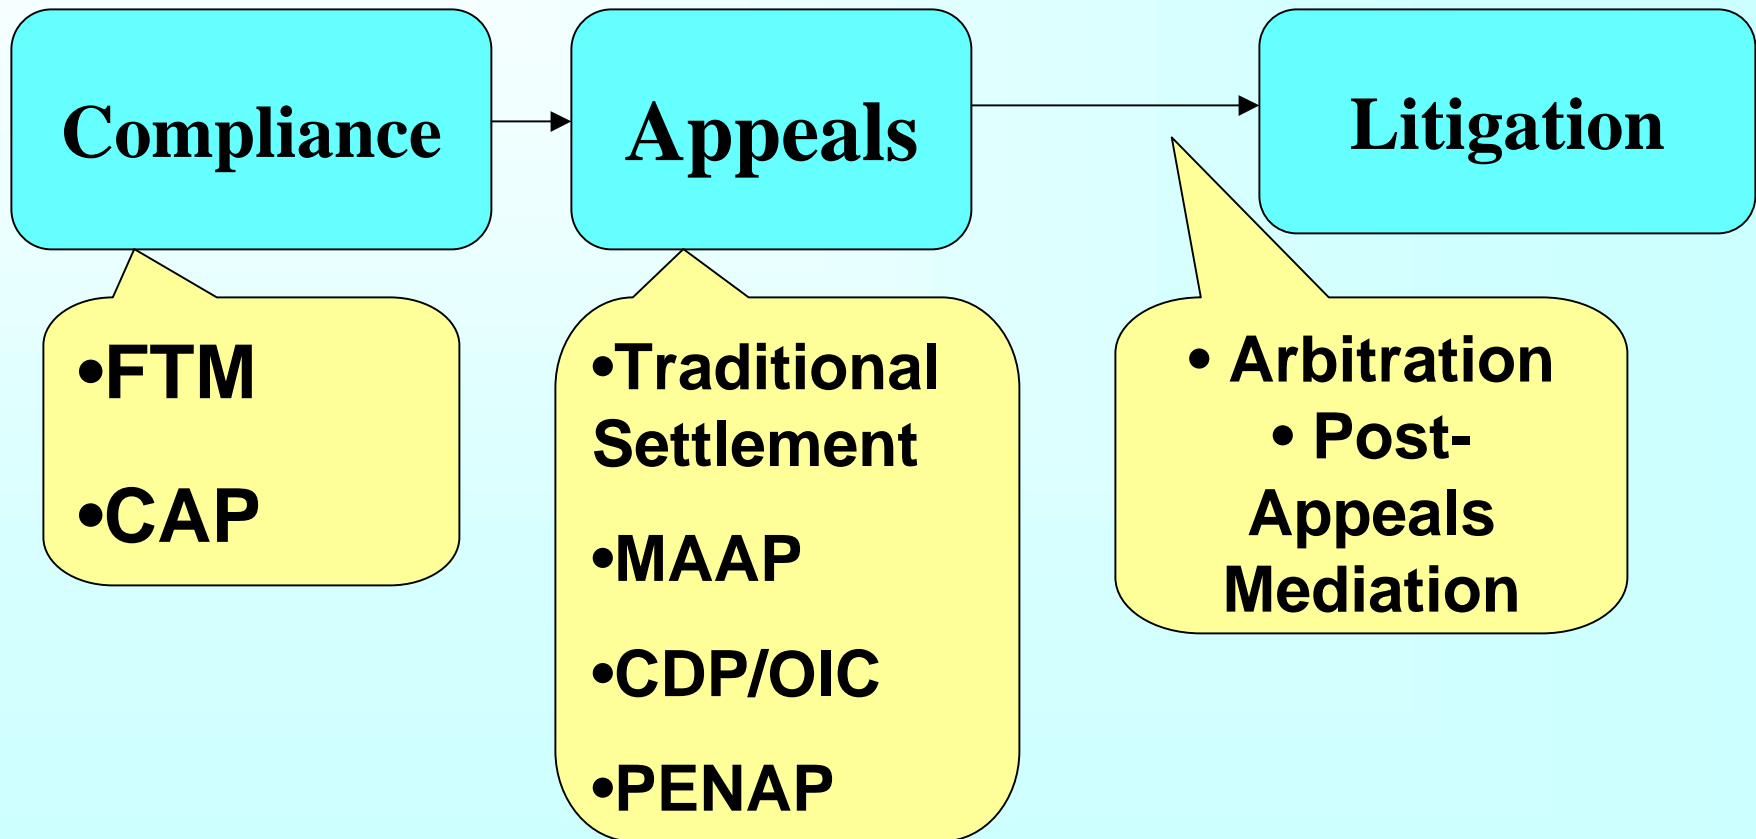 Compliance
Appeals
Litigation
•FTM
•CAP
•Traditional
Settlement
•MAAP
•CDP/OIC
•PENAP
• Arbitration
• Post-
Appeals
Mediation